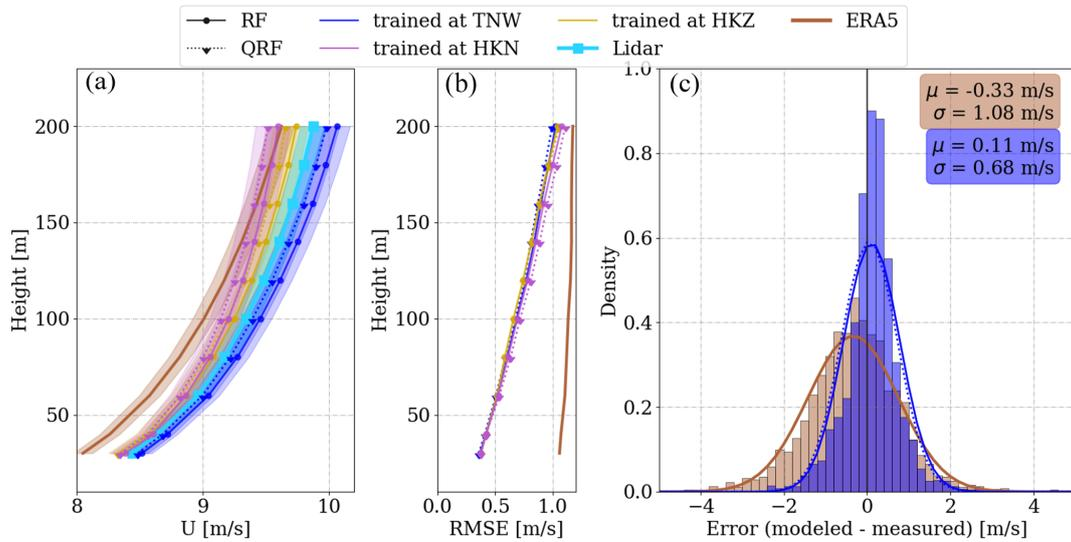 RF
trained at TNW
trained at HKZ
ERA5
QRF
trained at HKN
Lidar
(a)
200
150
100
50
Height [m]
8
9
10
U [m/s]
(b)
200
150
100
50
Height [m]
0.0
0.5
1.0
RMSE [m/s]
(c)
1.0
0.8
0.6
0.4
0.2
0.0
Density
μ = -0.33 m/s
σ = 1.08 m/s
μ = 0.11 m/s
σ = 0.68 m/s
−4
−2
0
2
4
Error (modeled - measured) [m/s]